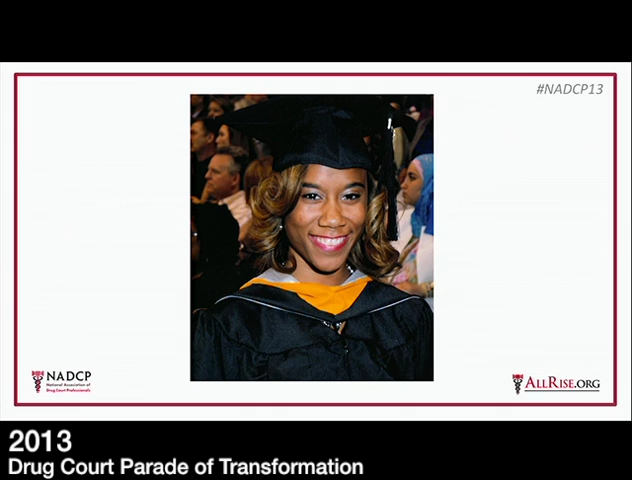 #NADCP13
NADCP
National Association of
Drug Court Professionals
ALLRISE.ORG
2013
Drug Court Parade of Transformation